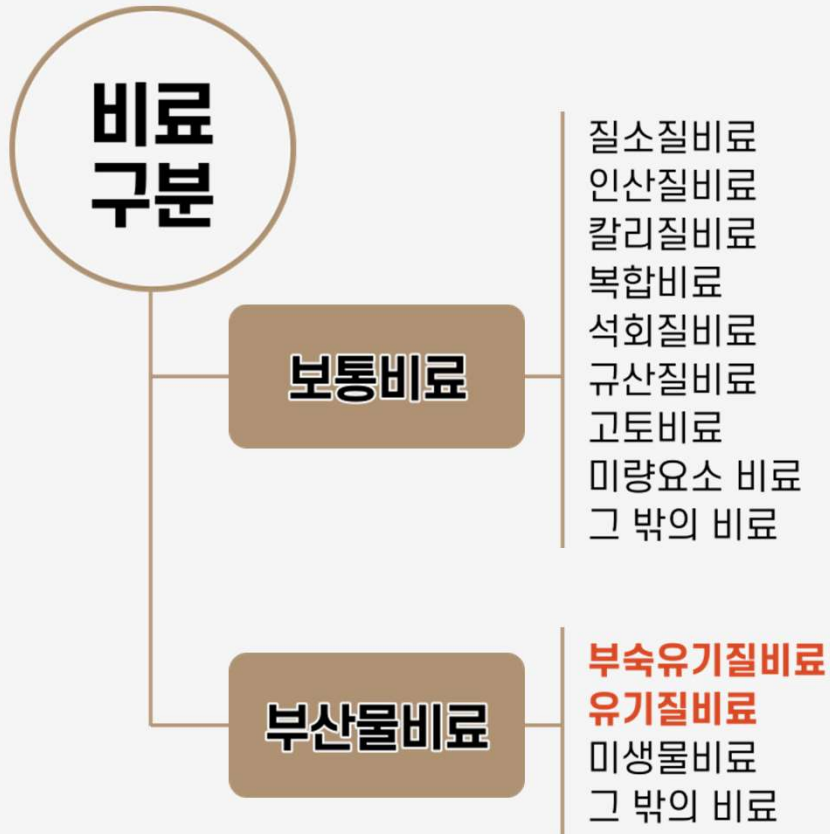 비료
구분
보통비료
질소질비료
인산질비료
칼리질비료
복합비료
석회질비료
규산질비료
고토비료
미량요소 비료
그 밖의 비료
부산물비료
부숙유기질비료
유기질비료
미생물비료
그 밖의 비료